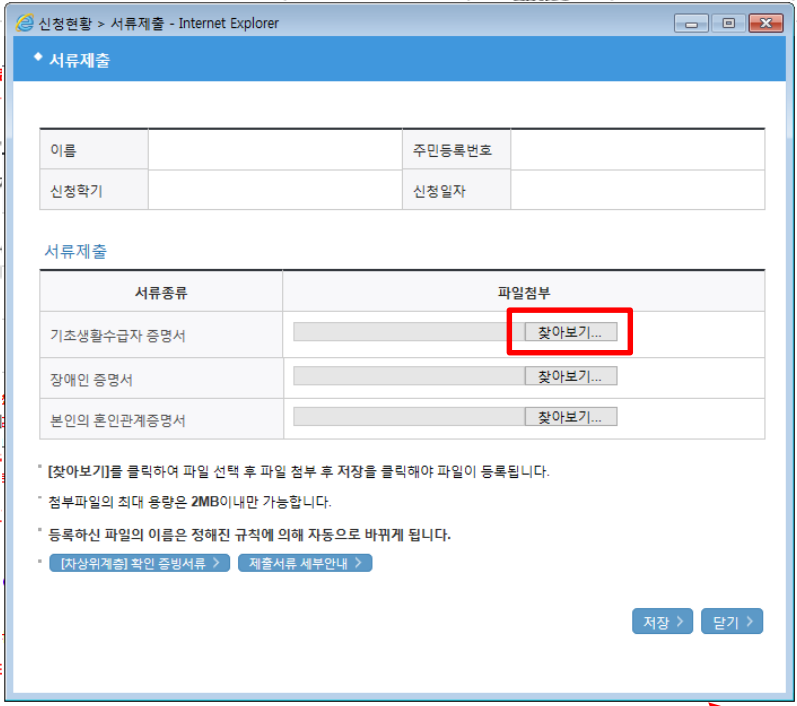 신청현황 > 서류제출 - Internet Explorer
서류제출
이름 주민등록번호
신청학기 신청일자
서류제출
서류종류 파일첨부
기초생활수급자 증명서 찾아보기...
장애인 증명서 찾아보기...
본인의 혼인관계증명서 찾아보기...
[찾아보기]를 클릭하여 파일 선택 후 파일 첨부 후 저장을 클릭해야 파일이 등록됩니다.
첨부파일의 최대 용량은 2MB이내만 가능합니다.
등록하신 파일의 이름은 정해진 규칙에 의해 자동으로 바뀌게 됩니다.
[차상위계층] 확인 증빙서류 > 제출서류 세부안내 >
저장 > 닫기 >